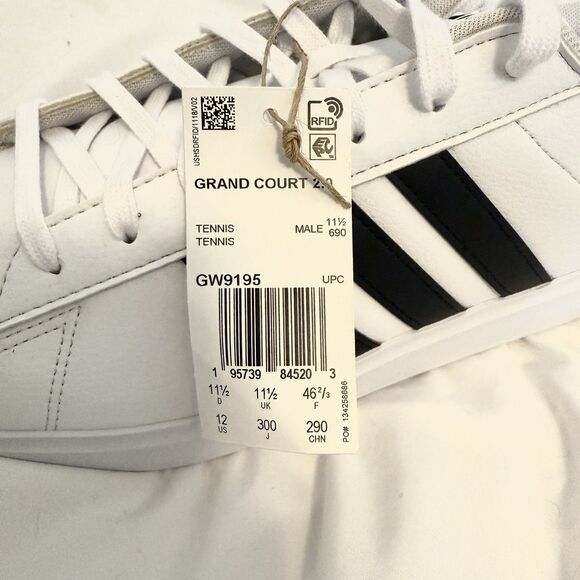 USHSDRFID/1118/V02
RFID
GRAND COURT 2.0
TENNIS MALE 11½
TENNIS 690
GW9195 UPC
1 95739 84520 3
11½ 11½ 46²/₃
D UK F
12 300 290
US J CHN
PO# 134258686